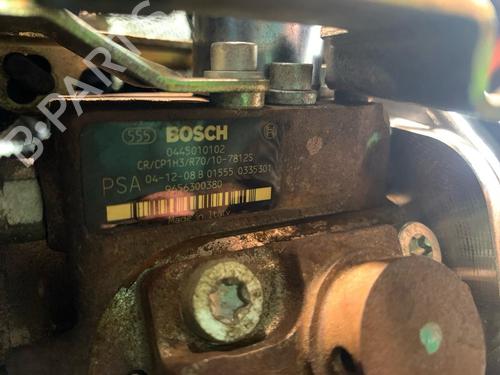 555 BOSCH
0445010102
CR/CP1H3/R70/10-7812S
PSA 04-12-08 B 01555 0335301
9656300380
Made in Italy
B-PARTS